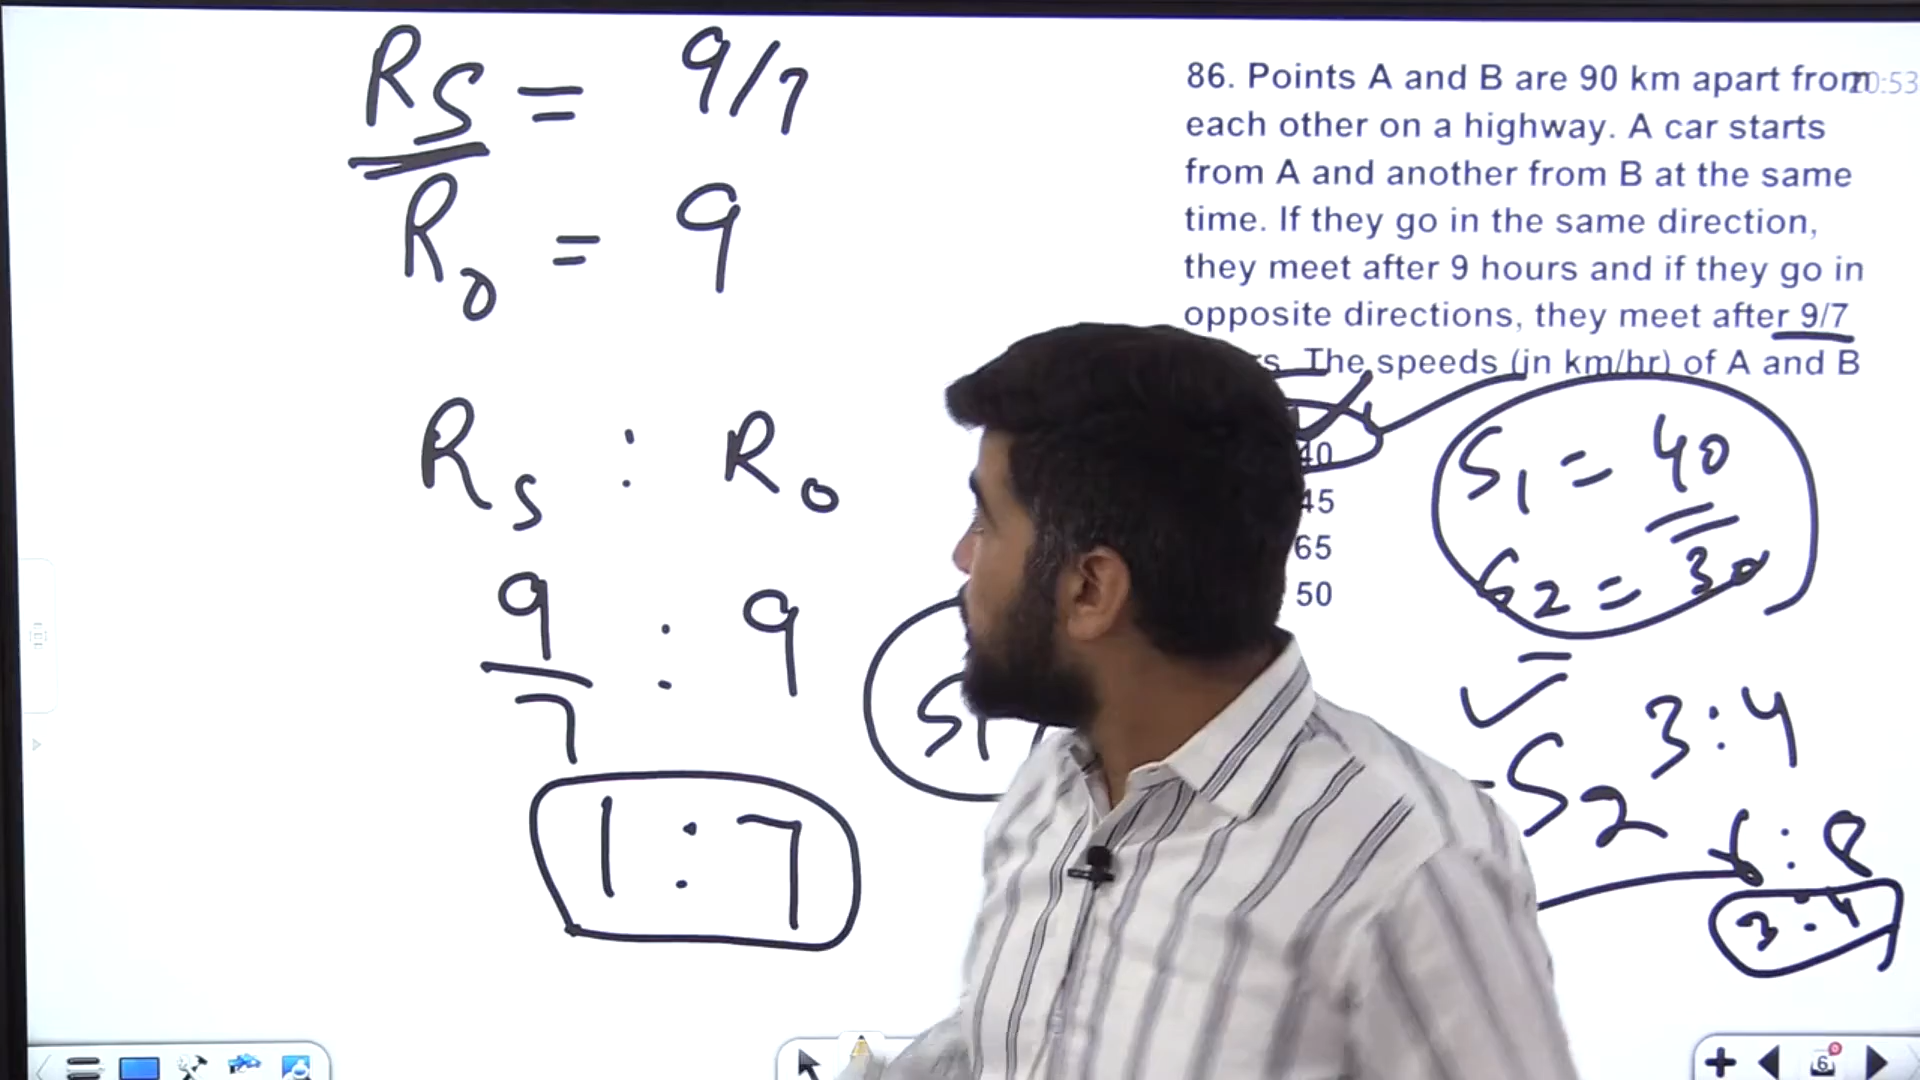 RS = 9/7
Ro = 9
RS : Ro
9/7 : 9
1 : 7
86. Points A and B are 90 km apart from
each other on a highway. A car starts
from A and another from B at the same
time. If they go in the same direction,
they meet after 9 hours and if they go in
opposite directions, they meet after 9/7
The speeds (in km/hr) of A and B
40
45
65
50
S1 = 40
S2 = 30
S1
3:4
- S2
6:8
3:4